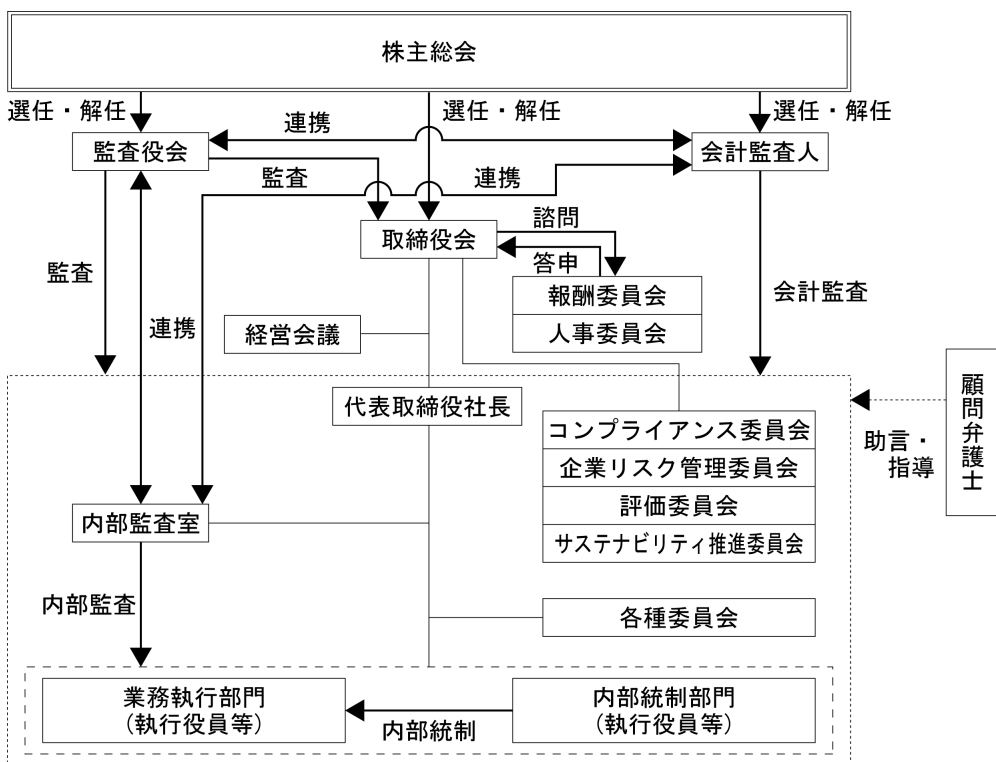 株主総会
選任・解任
選任・解任
選任・解任
連携
監査役会
会計監査人
監査
連携
諮問
取締役会
答申
監査
報酬委員会
会計監査
経営会議
人事委員会
連携
代表取締役社長
顧問弁護士
コンプライアンス委員会
助言・
指導
企業リスク管理委員会
評価委員会
内部監査室
サステナビリティ推進委員会
内部監査
各種委員会
業務執行部門
(執行役員等)
内部統制
内部統制部門
(執行役員等)